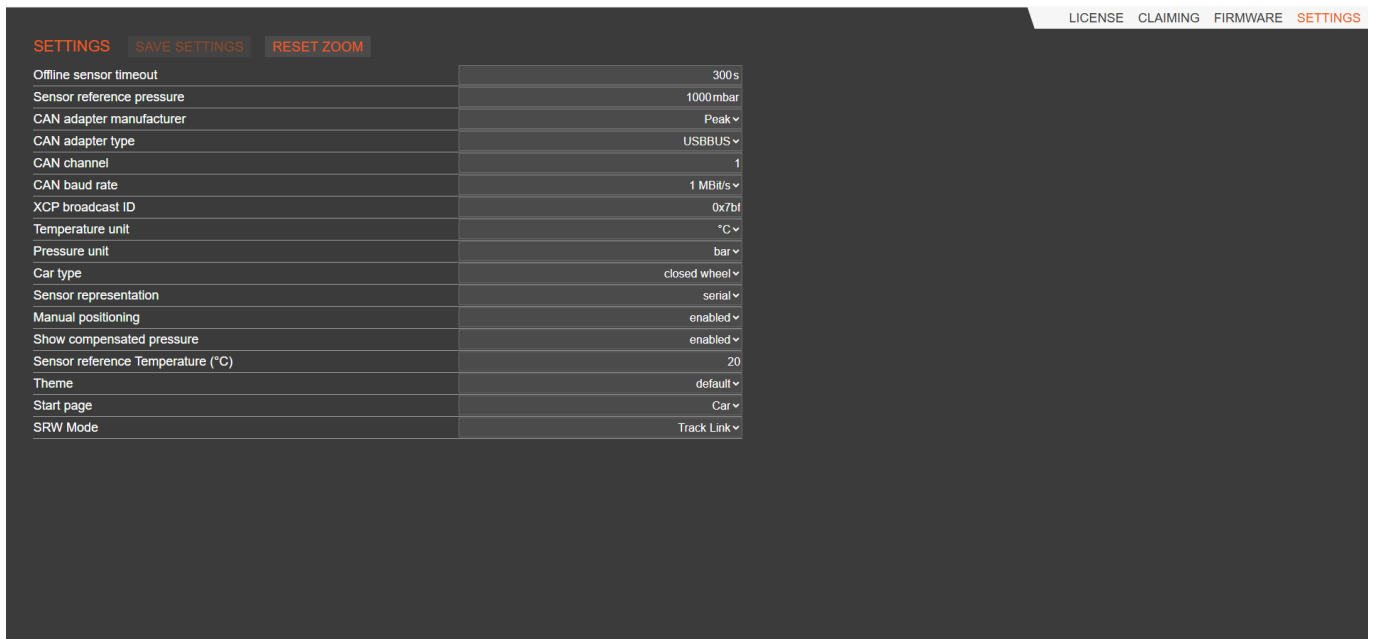 LICENSE CLAIMING FIRMWARE SETTINGS
SETTINGS SAVE SETTINGS RESET ZOOM
Offline sensor timeout 300 s
Sensor reference pressure 1000 mbar
CAN adapter manufacturer Peak
CAN adapter type USBBUS
CAN channel 1
CAN baud rate 1 MBit/s
XCP broadcast ID 0x7bf
Temperature unit °C
Pressure unit bar
Car type closed wheel
Sensor representation serial
Manual positioning enabled
Show compensated pressure enabled
Sensor reference Temperature (°C) 20
Theme default
Start page Car
SRW Mode Track Link